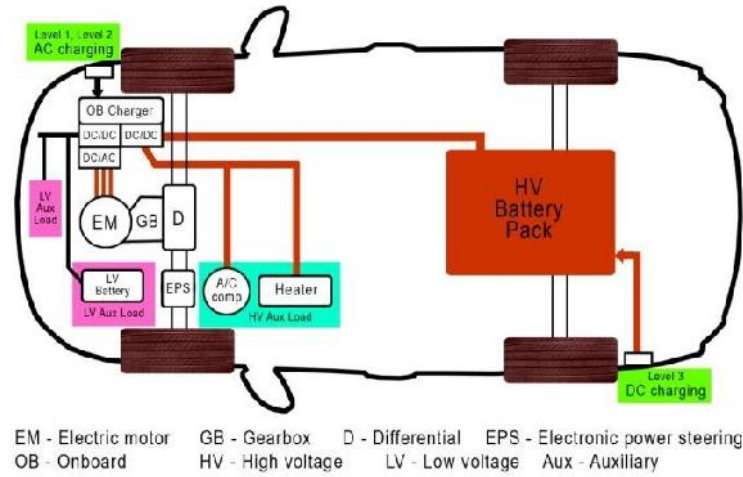 Level 1, Level 2
AC charging
OB Charger
DC/DC
DC/DC
DC/AC
LV
Aux
Load
EM
GB
D
HV
Battery
Pack
LV
Battery
LV Aux Load
EPS
A/C
comp
Heater
HV Aux Load
Level 3
DC charging
EM - Electric motor GB - Gearbox D - Differential EPS - Electronic power steering
OB - Onboard HV - High voltage LV - Low voltage Aux - Auxiliary